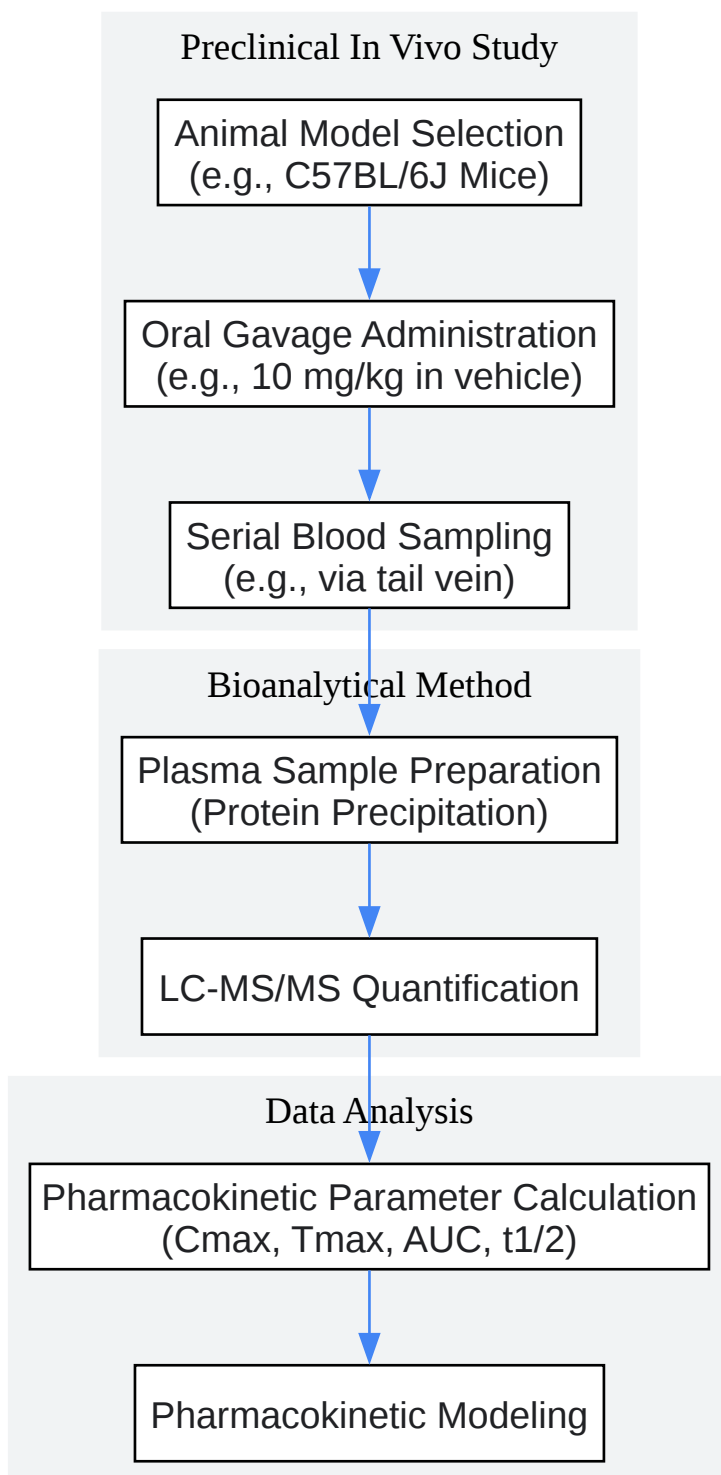 Preclinical In Vivo Study
Animal Model Selection
(e.g., C57BL/6J Mice)
Oral Gavage Administration
(e.g., 10 mg/kg in vehicle)
Serial Blood Sampling
(e.g., via tail vein)
Bioanalytical Method
Plasma Sample Preparation
(Protein Precipitation)
LC-MS/MS Quantification
Data Analysis
Pharmacokinetic Parameter Calculation
(Cmax, Tmax, AUC, t1/2)
Pharmacokinetic Modeling